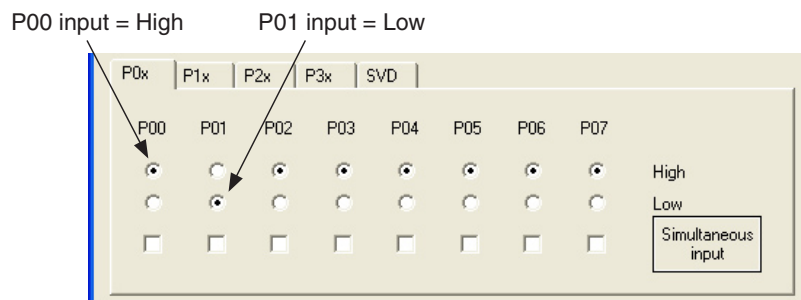 P00 input = High P01 input = Low
P0x P1x P2x P3x SVD
P00 P01 P02 P03 P04 P05 P06 P07
High
Low
Simultaneous
input